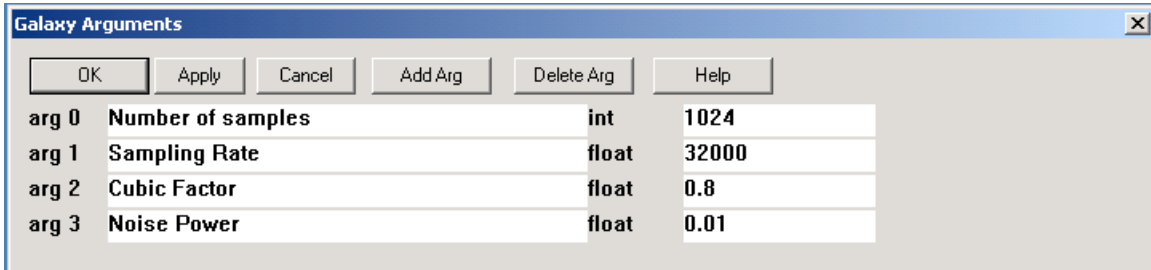 Galaxy Arguments
OK Apply Cancel Add Arg Delete Arg Help
arg 0 Number of samples int 1024
arg 1 Sampling Rate float 32000
arg 2 Cubic Factor float 0.8
arg 3 Noise Power float 0.01